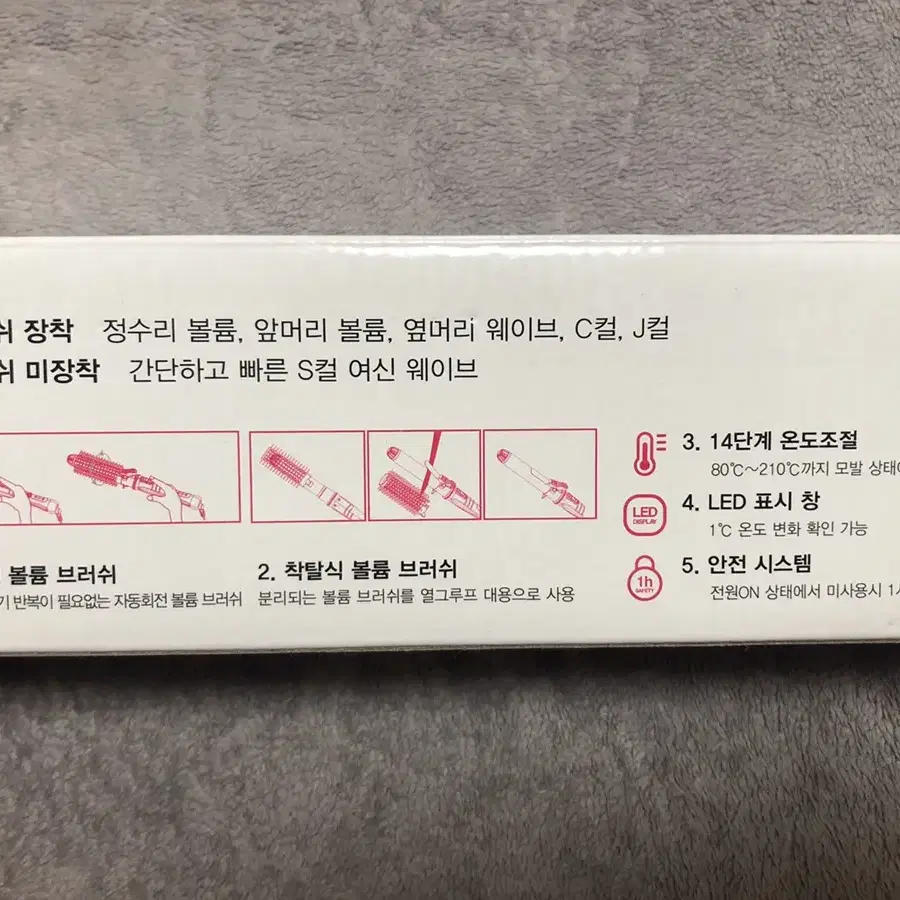 쉬 장착 정수리 볼륨, 앞머리 볼륨, 옆머리 웨이브, C컬, J컬
쉬 미장착 간단하고 빠른 S컬 여신 웨이브
볼륨 브러쉬
기 반복이 필요없는 자동회전 볼륨 브러쉬
2. 착탈식 볼륨 브러쉬
분리되는 볼륨 브러쉬를 열그루프 대용으로 사용
3. 14단계 온도조절
80℃~210℃까지 모발 상태에
LED
DISPLAY
4. LED 표시 창
1℃ 온도 변화 확인 가능
1h
SAFETY
5. 안전 시스템
전원ON 상태에서 미사용시 1시